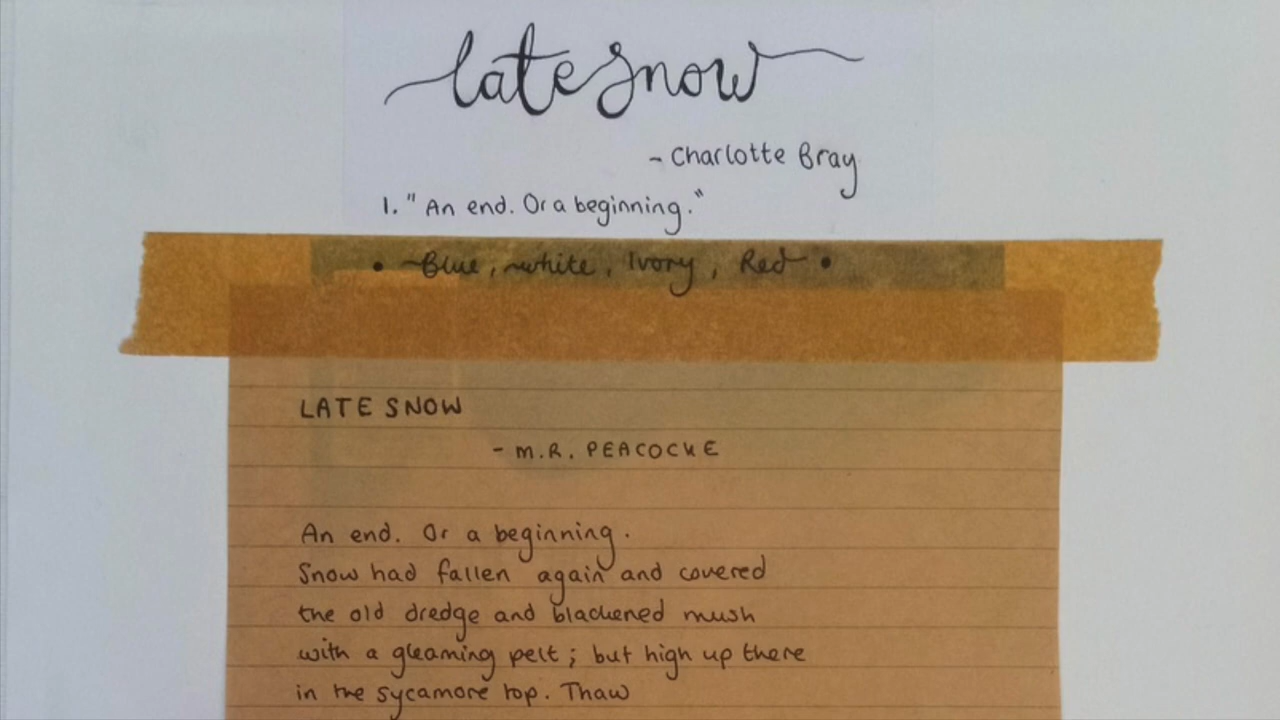 late snow
- Charlotte Bray
1. "An end. Or a beginning."
• Blue, white, Ivory, Red •
LATE SNOW
- M.R. PEACOCKE
An end. Or a beginning.
Snow had fallen again and covered
the old dredge and blackened mush
with a gleaming pelt; but high up there
in the sycamore top. Thaw